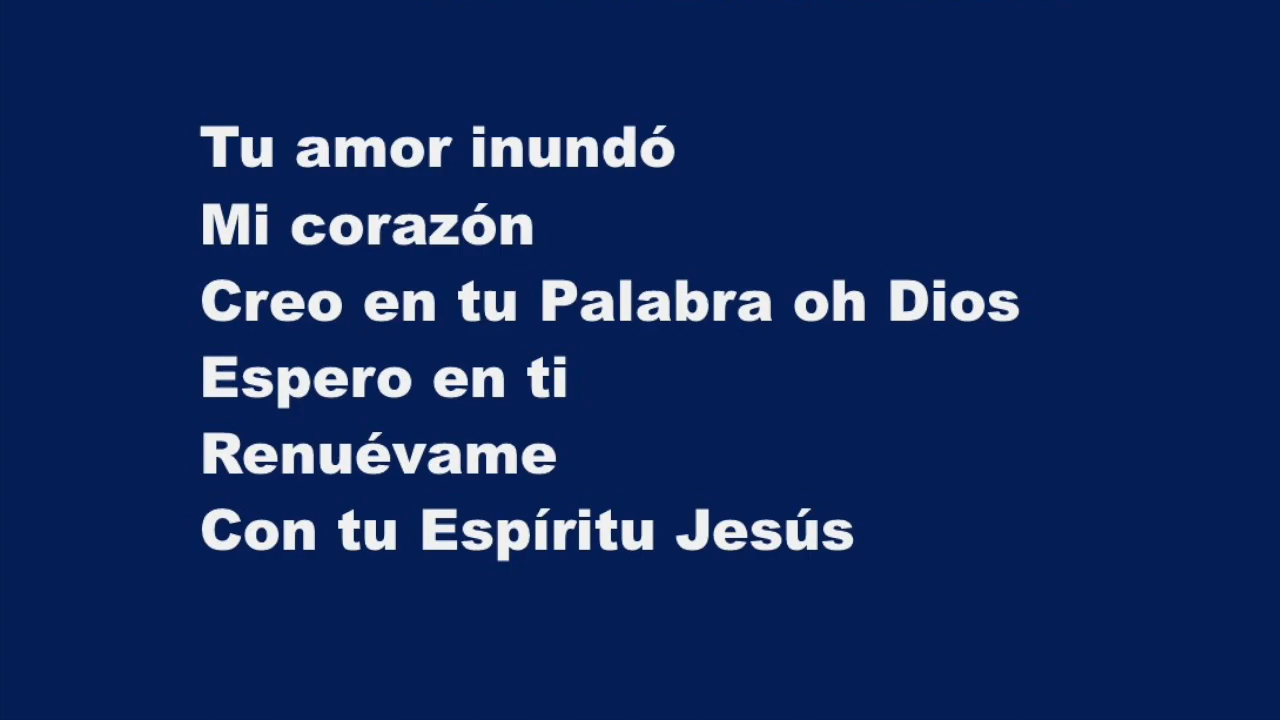 Tu amor inundó
Mi corazón
Creo en tu Palabra oh Dios
Espero en ti
Renuévame
Con tu Espíritu Jesús